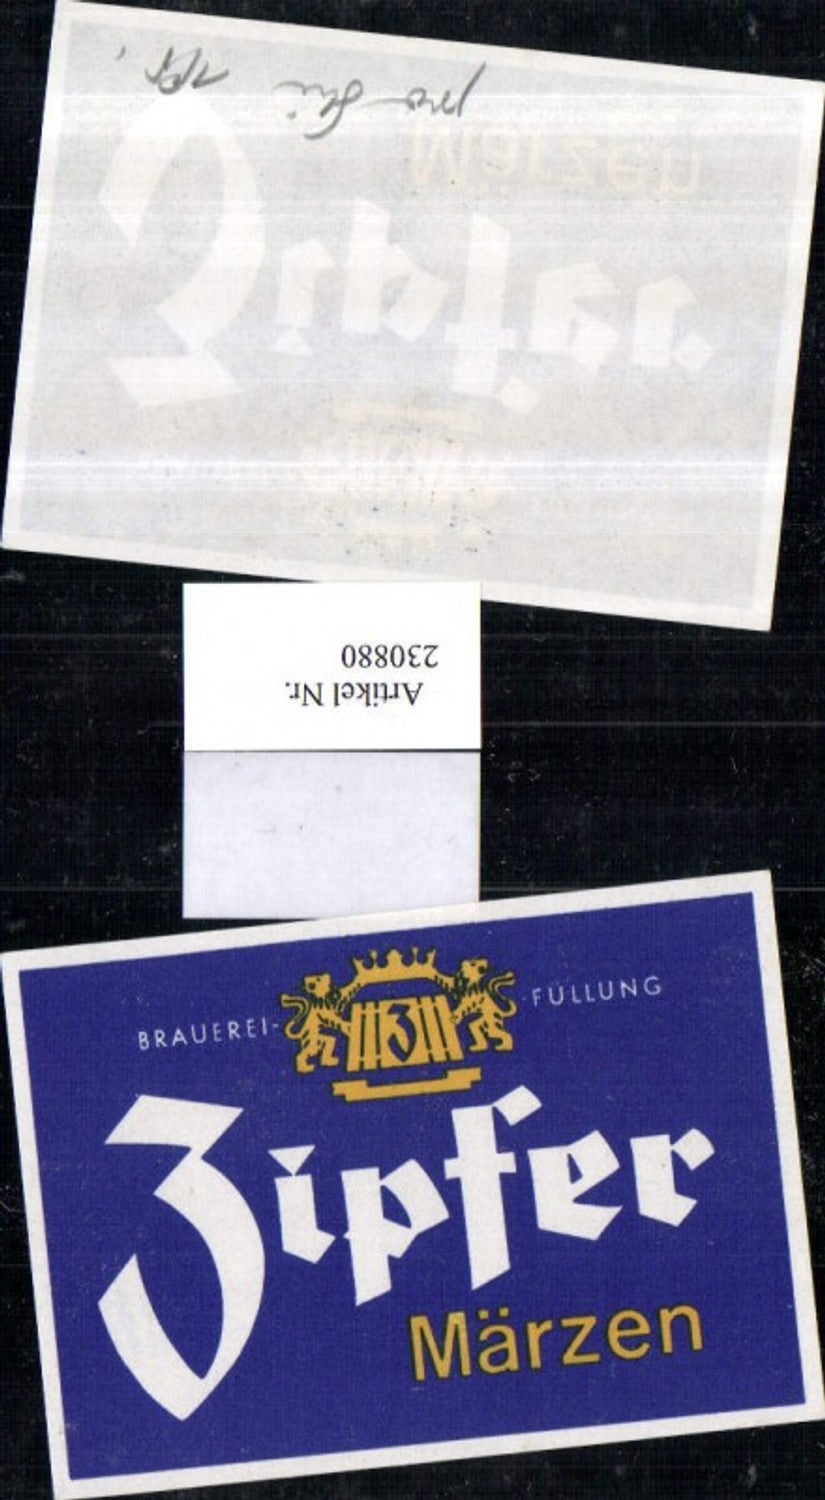 Artikel Nr.
230880
BRAUEREI-FÜLLUNG
Zipfer
Märzen